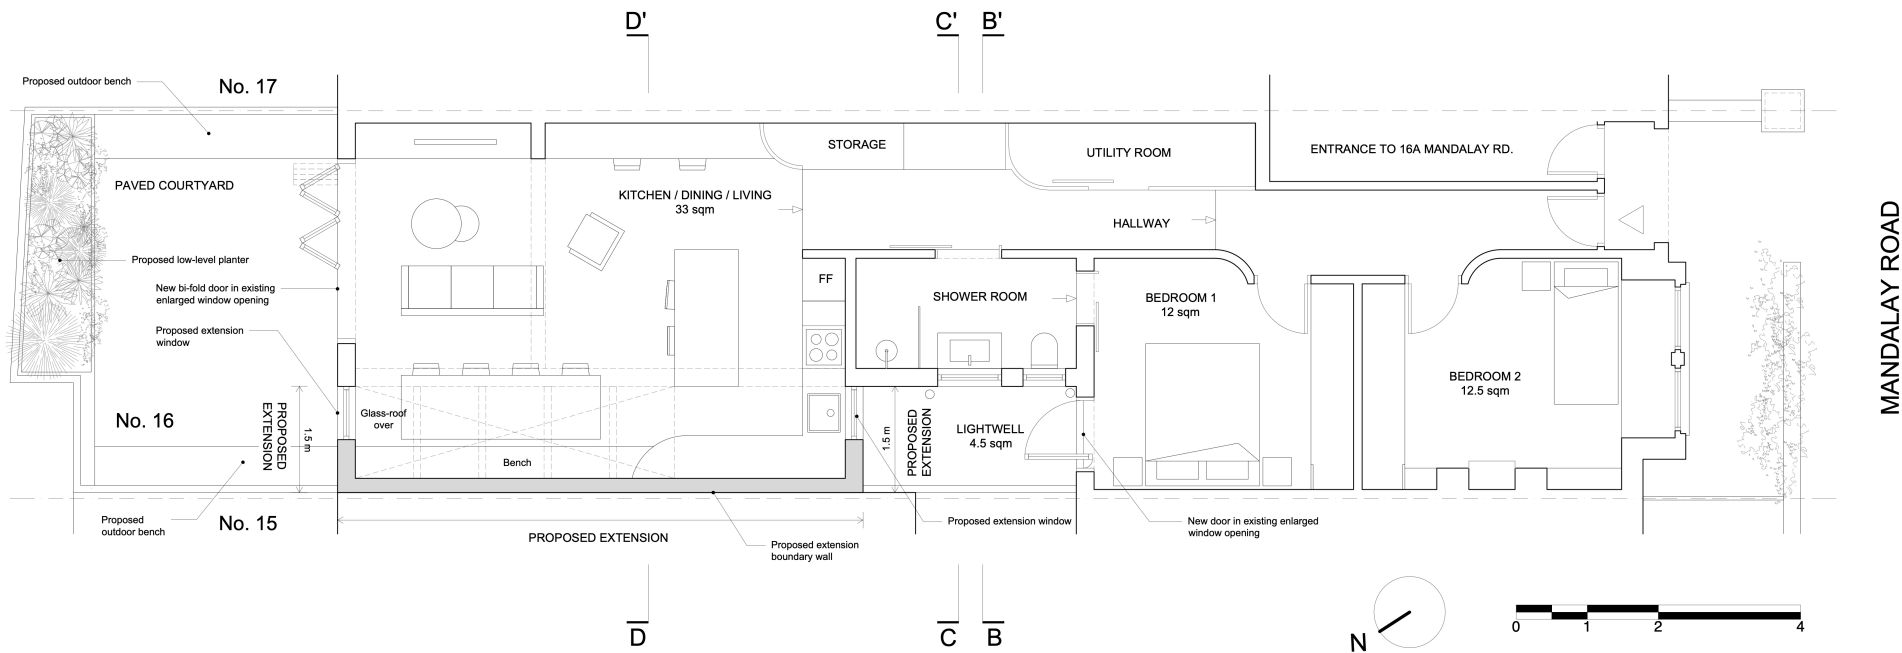 D'
C'
B'
Proposed outdoor bench
No. 17
STORAGE
UTILITY ROOM
ENTRANCE TO 16A MANDALAY RD.
PAVED COURTYARD
KITCHEN / DINING / LIVING
33 sqm
HALLWAY
MANDALAY ROAD
Proposed low-level planter
New bi-fold door in existing
enlarged window opening
FF
SHOWER ROOM
BEDROOM 1
12 sqm
Proposed extension
window
BEDROOM 2
12.5 sqm
No. 16
PROPOSED
EXTENSION
1.5 m
Glass-roof
over
1.5 m
PROPOSED
EXTENSION
LIGHTWELL
4.5 sqm
Bench
Proposed
outdoor bench
No. 15
PROPOSED EXTENSION
Proposed extension
boundary wall
Proposed extension window
New door in existing enlarged
window opening
D
C
B
N
0
1
2
4